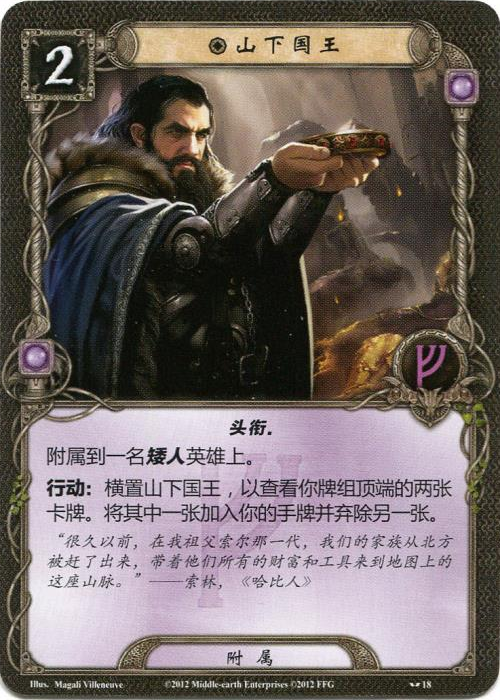 2
山下国王
头衔.
附属到一名矮人英雄上。
行动：横置山下国王，以查看你牌组顶端的两张
卡牌。将其中一张加入你的手牌并弃除另一张。
“很久以前，在我祖父索尔那一代，我们的家族从北方
被赶了出来，带着他们所有的财富和工具来到地图上的
这座山脉。”——索林，《哈比人》
附属
Illus. Magali Villeneuve ©2012 Middle-earth Enterprises ©2012 FFG 18